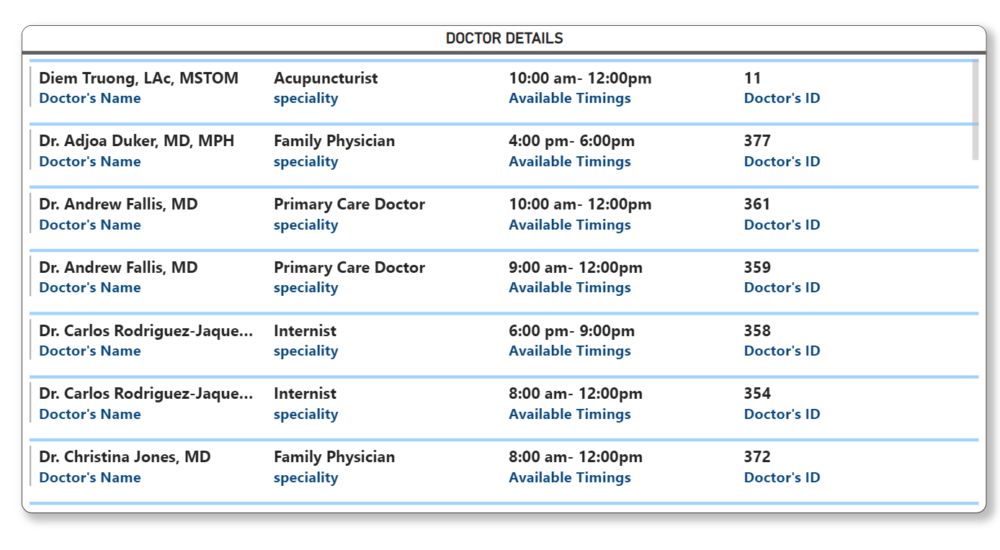 DOCTOR DETAILS
Diem Truong, LAc, MSTOM Acupuncturist 10:00 am- 12:00pm 11
Doctor's Name speciality Available Timings Doctor's ID
Dr. Adjoa Duker, MD, MPH Family Physician 4:00 pm- 6:00pm 377
Doctor's Name speciality Available Timings Doctor's ID
Dr. Andrew Fallis, MD Primary Care Doctor 10:00 am- 12:00pm 361
Doctor's Name speciality Available Timings Doctor's ID
Dr. Andrew Fallis, MD Primary Care Doctor 9:00 am- 12:00pm 359
Doctor's Name speciality Available Timings Doctor's ID
Dr. Carlos Rodriguez-Jaque... Internist 6:00 pm- 9:00pm 358
Doctor's Name speciality Available Timings Doctor's ID
Dr. Carlos Rodriguez-Jaque... Internist 8:00 am- 12:00pm 354
Doctor's Name speciality Available Timings Doctor's ID
Dr. Christina Jones, MD Family Physician 8:00 am- 12:00pm 372
Doctor's Name speciality Available Timings Doctor's ID